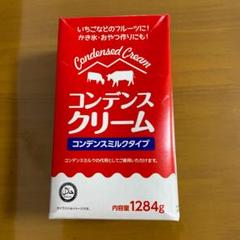 いちごなどのフルーツに!
かき氷・おやつ作りにも!
Condensed Cream
コンデンス
クリーム
コンデンスミルクタイプ
コンデンスミルクの代用としてご使用いただけます。
内容量1284g